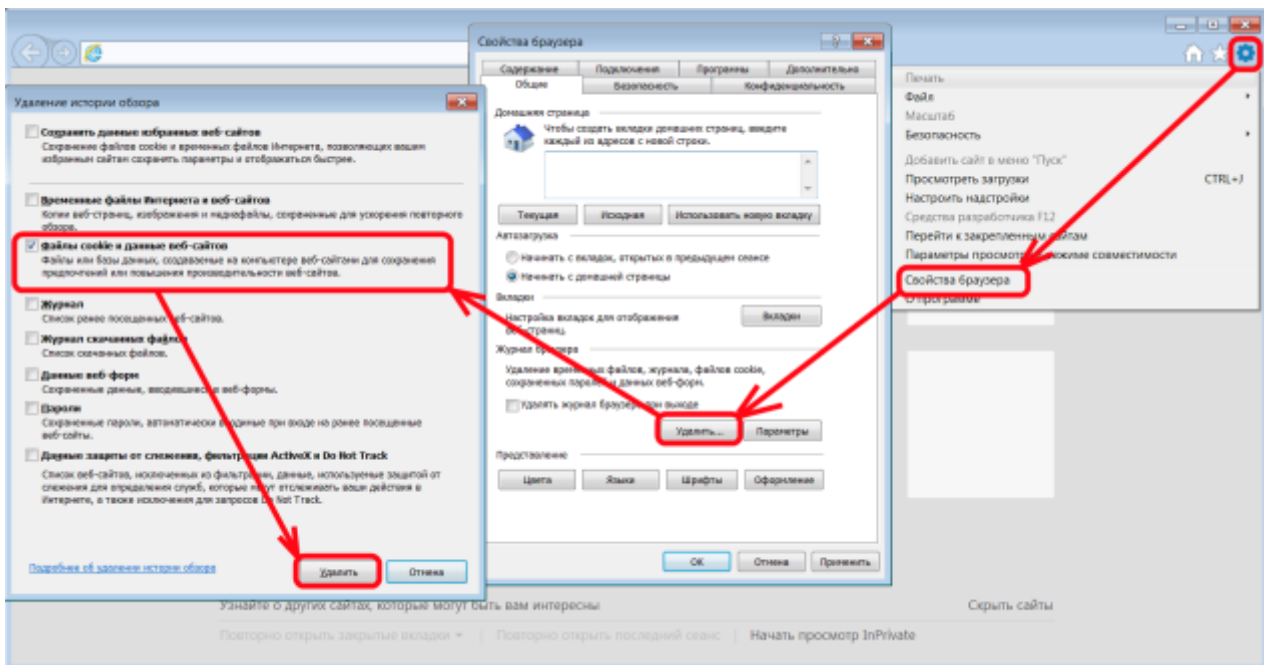 Свойства браузера
Содержание Подключения Программы Дополнительно
Общие Безопасность Конфиденциальность
Домашняя страница
Чтобы создать вкладки домашних страниц, введите
каждый из адресов с новой строки.
Текущая Исходная Использовать новую вкладку
Автозагрузка
Начинать с вкладок, открытых в предыдущем сеансе
Начинать с домашней страницы
Вкладки
Настройка вкладок для отображения
веб-страниц.
Вкладки
Журнал браузера
Удаление временных файлов, журнала, файлов cookie,
сохраненных паролей и данных веб-форм.
Удалять журнал браузера при выходе
Удалить... Параметры
Представление
Цвета Языки Шрифты Оформление
OK Отмена Применить
Удаление истории обзора
Сохранить данные избранных веб-сайтов
Сохранение файлов cookie и временных файлов Интернета, позволяющих вашим
избранным сайтам сохранять параметры и отображаться быстрее.
Временные файлы Интернета и веб-сайтов
Копии веб-страниц, изображения и медиафайлы, сохраненные для ускорения повторного
обзора.
Файлы cookie и данные веб-сайтов
Файлы или базы данных, создаваемые на компьютере веб-сайтами для сохранения
предпочтений или повышения производительности веб-сайтов.
Журнал
Список ранее посещенных веб-сайтов.
Журнал скачанных файлов
Список скачанных файлов.
Данные веб-форм
Сохраненные данные, вводившиеся в веб-формы.
Пароли
Сохраненные пароли, автоматически вводимые при входе на ранее посещенные
веб-сайты.
Данные защиты от слежения, фильтрации ActiveX и Do Not Track
Список веб-сайтов, исключенных из фильтрации, данные, используемые защитой от
слежения для определения служб, которые могут отслеживать ваши действия в
Интернете, а также исключения для запросов Do Not Track.
Подробнее об удалении истории обзора
Удалить Отмена
Печать
Файл
Масштаб
Безопасность
Добавить сайт в меню "Пуск"
Просмотреть загрузки CTRL+J
Настроить надстройки
Средства разработчика F12
Перейти к закрепленным сайтам
Параметры просмотра в режиме совместимости
Свойства браузера
О программе
Узнайте о других сайтах, которые могут быть вам интересны Скрыть сайты
Повторно открыть закрытые вкладки | Повторно открыть последний сеанс | Начать просмотр InPrivate